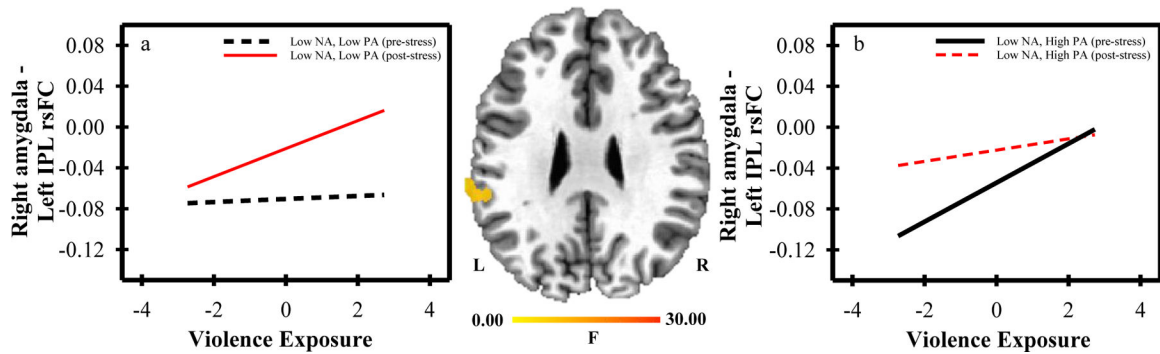 a
Low NA, Low PA (pre-stress)
Low NA, Low PA (post-stress)
Right amygdala -
Left IPL rsFC
0.08
0.04
0.00
-0.04
-0.08
-0.12
-4 -2 0 2 4
Violence Exposure
L R
0.00 30.00
F
b
Low NA, High PA (pre-stress)
Low NA, High PA (post-stress)
Right amygdala -
Left IPL rsFC
0.08
0.04
0.00
-0.04
-0.08
-0.12
-4 -2 0 2 4
Violence Exposure